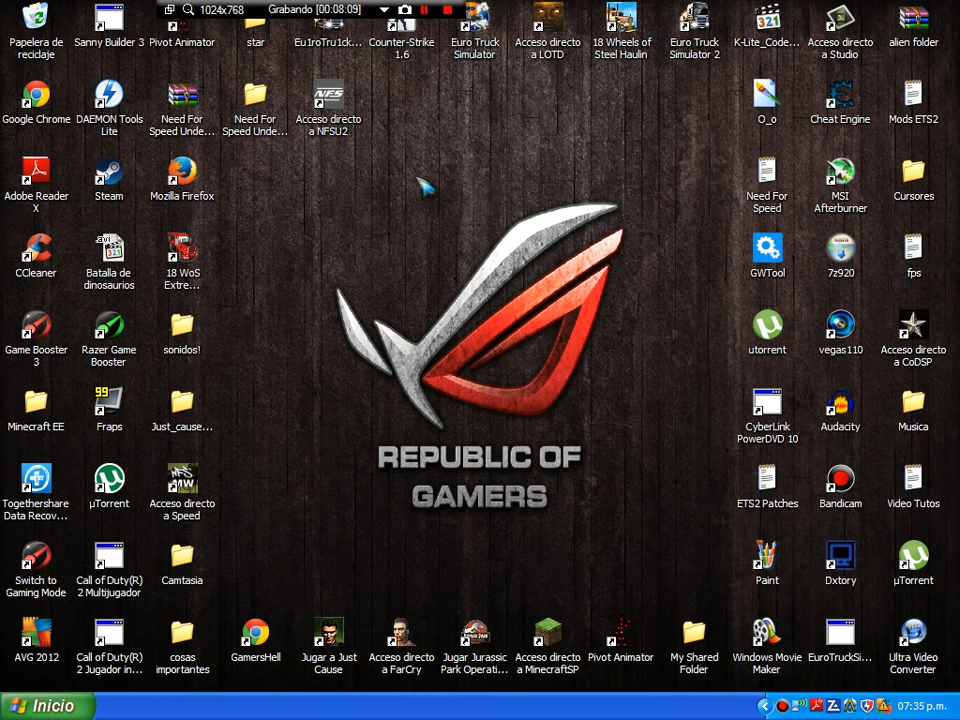 1024x768 Grabando [00:08:09]
Papelera de
reciclaje
Sanny Builder 3
Pivot Animator
star
Eu1roTru1ck...
Counter-Strike
1.6
Euro Truck
Simulator
Acceso directo
a LOTD
18 Wheels of
Steel Haulin
Euro Truck
Simulator 2
K-Lite_Code...
Acceso directo
a Studio
alien folder
Google Chrome
DAEMON Tools
Lite
Need For
Speed Unde...
Need For
Speed Unde...
NFS
Acceso directo
a NFSU2
O_o
Cheat Engine
Mods ETS2
Adobe Reader
X
Steam
Mozilla Firefox
Need For
Speed
MSI
Afterburner
Cursores
CCleaner
.avi
321
Batalla de
dinosaurios
18 WoS
Extre...
GWTool
7z920
fps
Game Booster
3
Razer Game
Booster
sonidos!
utorrent
vegas110
Acceso directo
a CoDSP
Minecraft EE
99
Fraps
Just_cause...
CyberLink
PowerDVD 10
Audacity
Musica
REPUBLIC OF
GAMERS
Togethershare
Data Recov...
µTorrent
NFS
MW
Acceso directo
a Speed
ETS2 Patches
Bandicam
Video Tutos
Switch to
Gaming Mode
Call of Duty(R)
2 Multijugador
Camtasia
Paint
Dxtory
µTorrent
AVG 2012
Call of Duty(R)
2 Jugador in...
cosas
importantes
GamersHell
Jugar a Just
Cause
Acceso directo
a FarCry
Jugar Jurassic
Park Operati...
Acceso directo
a MinecraftSP
Pivot Animator
My Shared
Folder
Windows Movie
Maker
EuroTruckSi...
Ultra Video
Converter
Inicio
07:35 p.m.